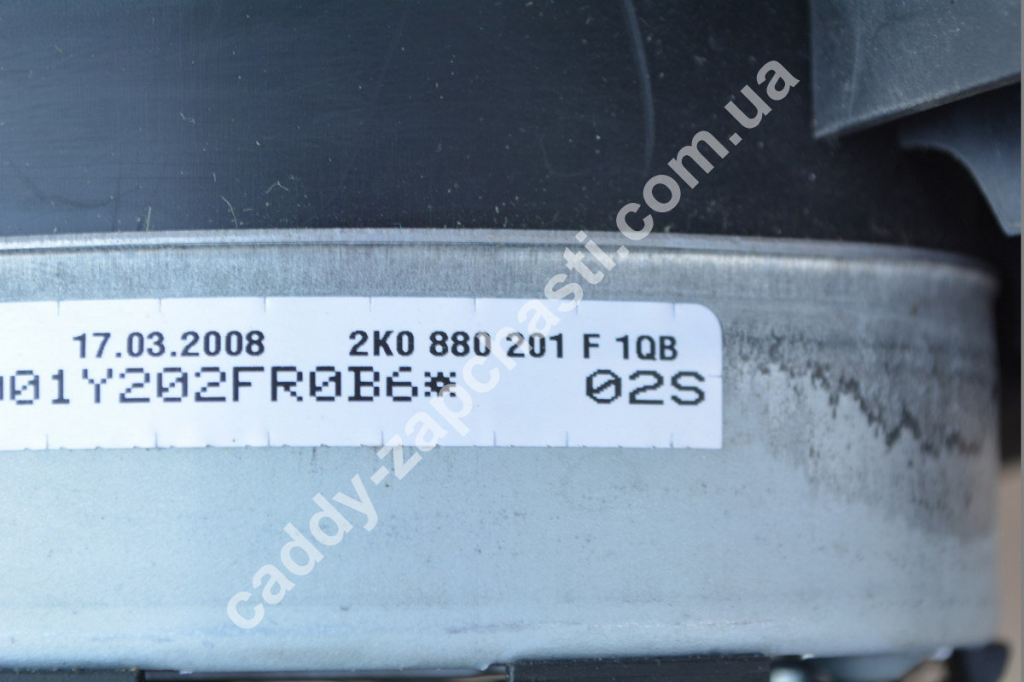 17.03.2008 2K0 880 201 F 1QB
01Y202FR0B6* 02S
caddy-zapchasti.com.ua